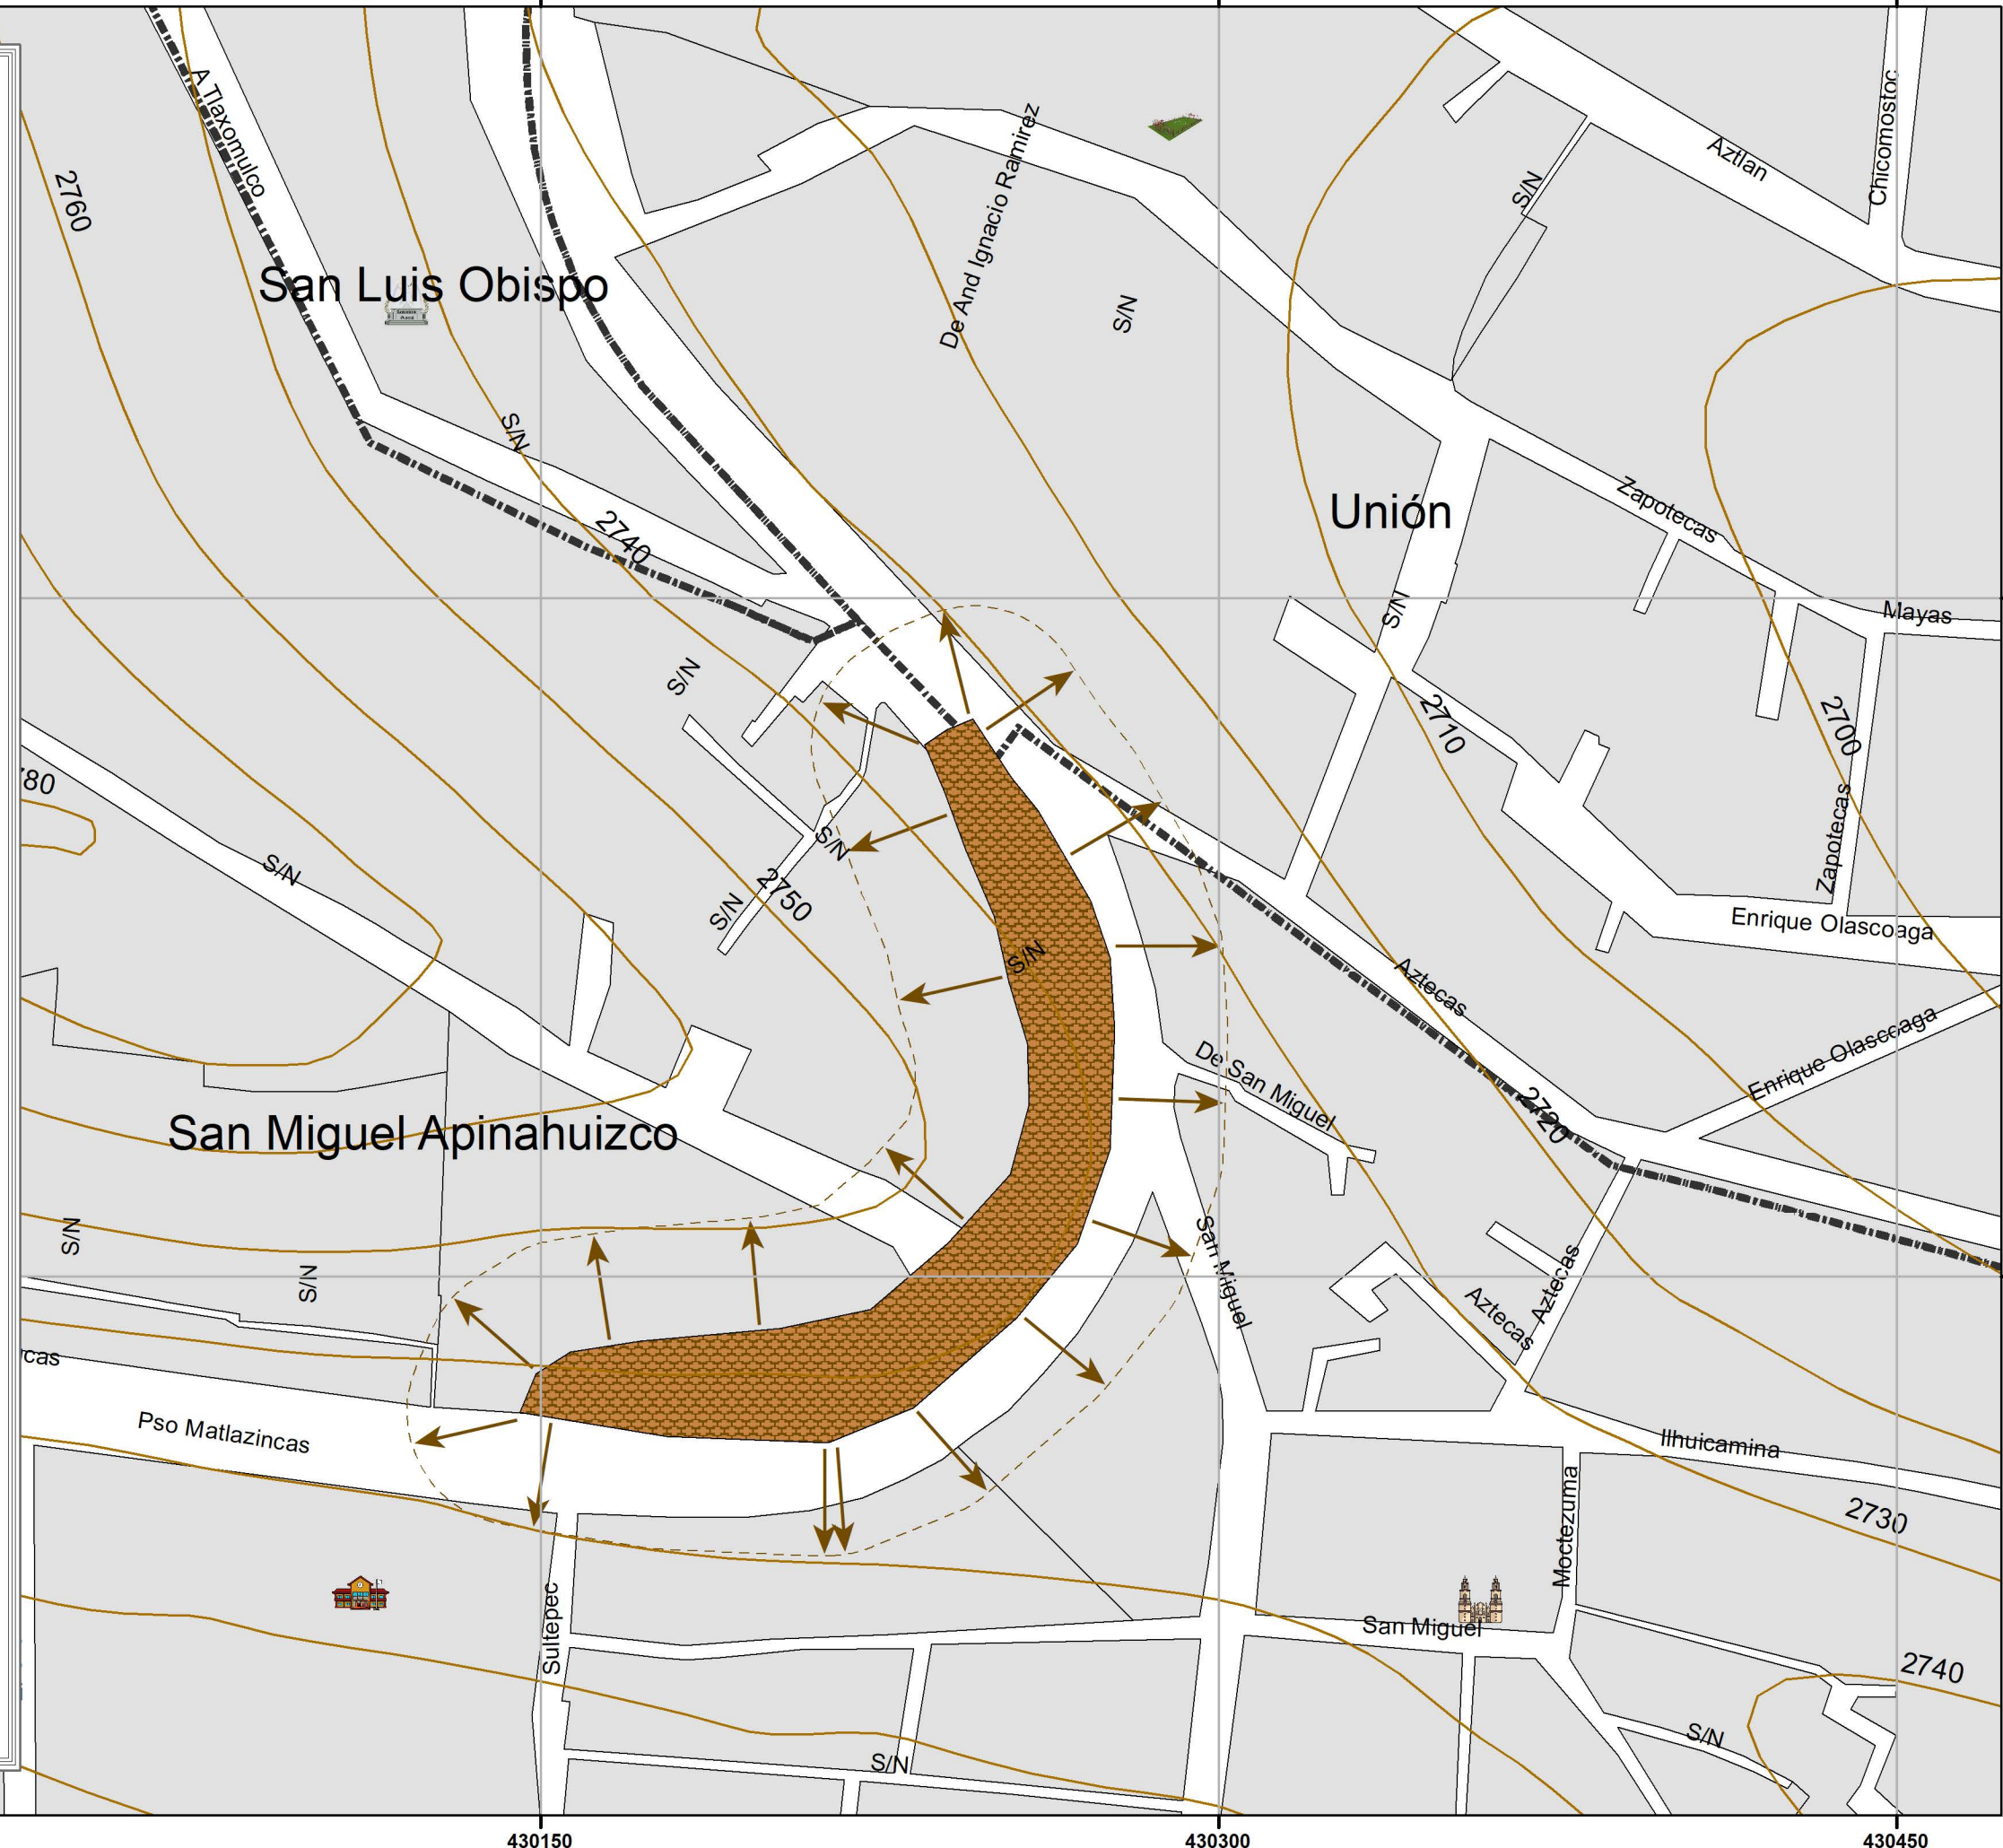 A Tlaxomulco
Chicomostoc
Aztlan
De And Ignacio Ramirez
2760
S/N
San Luis Obispo
S/N
S/N
Unión
Zapotecas
2740
S/N
Mayas
S/N
2710
2700
'80
S/N
S/N
2750
Zapotecas
S/N
Enrique Olascoaga
S/N
Aztecas
Enrique Olascoaga
De San Miguel
2720
San Miguel Apinahuizco
S/N
S/N
San Miguel
Aztecas
Aztecas
cas
Pso Matlazincas
Ilhuicamina
2730
Moctezuma
Sultepec
San Miguel
2740
S/N
S/N
430150
430300
430450